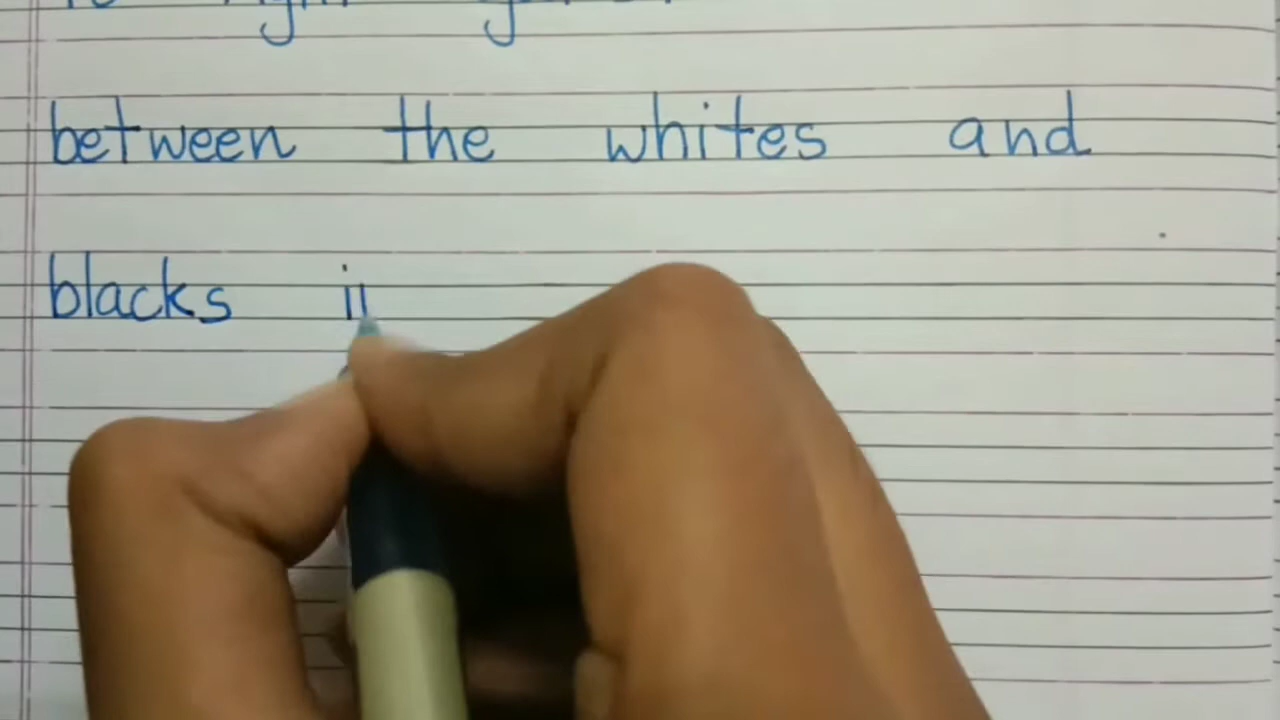 between the whites and
blacks i